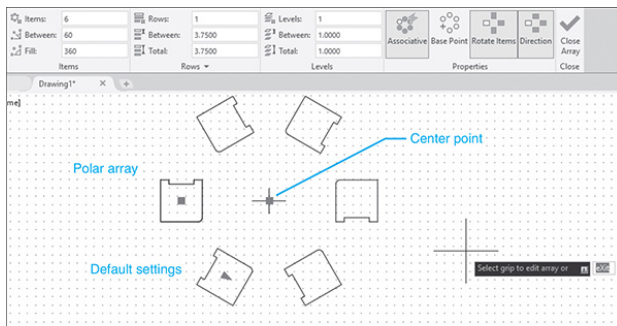 Items: 6 Rows: 1 Levels: 1
Between: 60 Between: 3.7500 Between: 1.0000
Fill: 360 Total: 3.7500 Total: 1.0000
Associative Base Point Rotate Items Direction Close Array
Items Rows Levels Properties Close
Drawing1*
me]
Center point
Polar array
Default settings
Select grip to edit array or